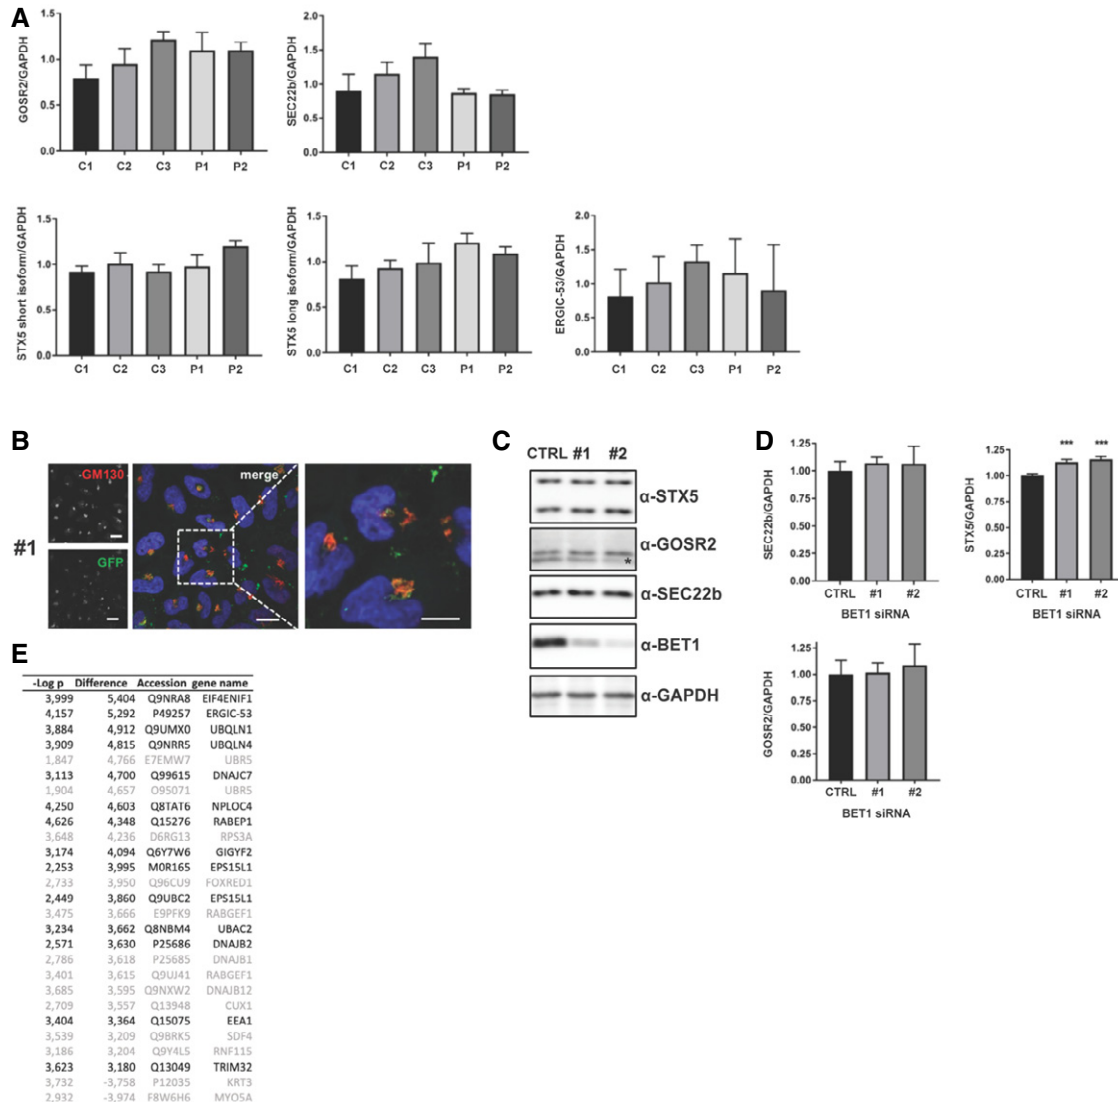 A
GOSR2/GAPDH
1.5
1.0
0.5
0.0
C1 C2 C3 P1 P2
SEC22b/GAPDH
2.0
1.5
1.0
0.5
0.0
C1 C2 C3 P1 P2
STX5 short isoform/GAPDH
1.5
1.0
0.5
0.0
C1 C2 C3 P1 P2
STX5 long isoform/GAPDH
1.5
1.0
0.5
0.0
C1 C2 C3 P1 P2
ERGIC-53/GAPDH
2.0
1.5
1.0
0.5
0.0
C1 C2 C3 P1 P2
B
#1
GM130
GFP
merge
C
CTRL #1 #2
α-STX5
α-GOSR2
*
α-SEC22b
α-BET1
α-GAPDH
D
SEC22b/GAPDH
1.25
1.00
0.75
0.50
0.25
0.00
CTRL #1 #2
BET1 siRNA
STX5/GAPDH
1.25
1.00
0.75
0.50
0.25
0.00
*** ***
CTRL #1 #2
BET1 siRNA
GOSR2/GAPDH
1.25
1.00
0.75
0.50
0.25
0.00
CTRL #1 #2
BET1 siRNA
E
-Log p Difference Accession gene name
3,999 5,404 Q9NRA8 EIF4ENIF1
4,157 5,292 P49257 ERGIC-53
3,884 4,912 Q9UMX0 UBQLN1
3,909 4,815 Q9NRR5 UBQLN4
1,847 4,766 E7EMW7 UBR5
3,113 4,700 Q99615 DNAJC7
1,904 4,657 O95071 UBR5
4,250 4,603 Q8TAT6 NPLOC4
4,626 4,348 Q15276 RABEP1
3,648 4,236 D6RG13 RPS3A
3,174 4,094 Q6Y7W6 GIGYF2
2,253 3,995 M0R165 EPS15L1
2,733 3,950 Q96CU9 FOXRED1
2,449 3,860 Q9UBC2 EPS15L1
3,475 3,666 E9PFK9 RABGEF1
3,234 3,662 Q8NBM4 UBAC2
2,571 3,630 P25686 DNAJB2
2,786 3,618 P25685 DNAJB1
3,401 3,615 Q9UJ41 RABGEF1
3,685 3,595 Q9NXW2 DNAJB12
2,709 3,557 Q13948 CUX1
3,404 3,364 Q15075 EEA1
3,539 3,209 Q9BRK5 SDF4
3,186 3,204 Q9Y4L5 RNF115
3,623 3,180 Q13049 TRIM32
3,732 -3,758 P12035 KRT3
2,932 -3,974 F8W6H6 MYO5A